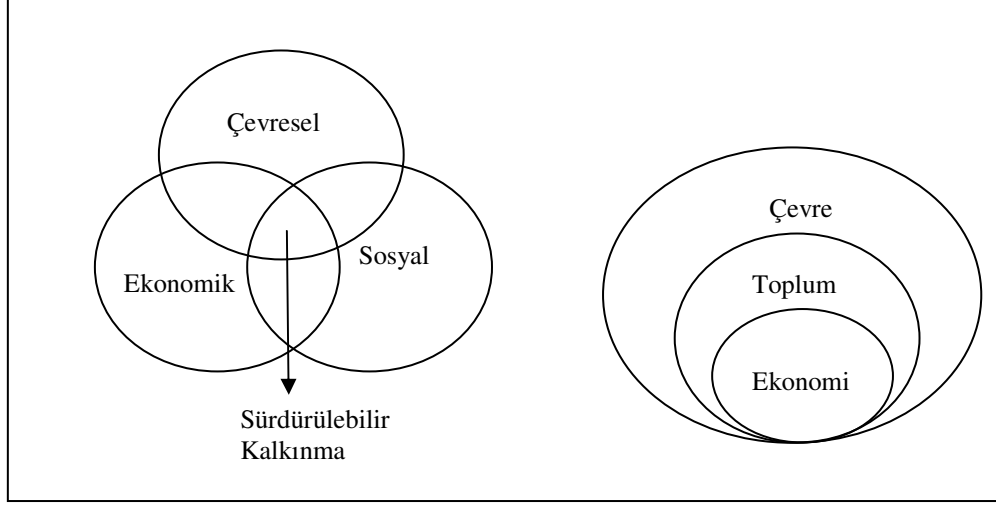 Çevresel
Ekonomik
Sosyal
Sürdürülebilir
Kalkınma
Çevre
Toplum
Ekonomi